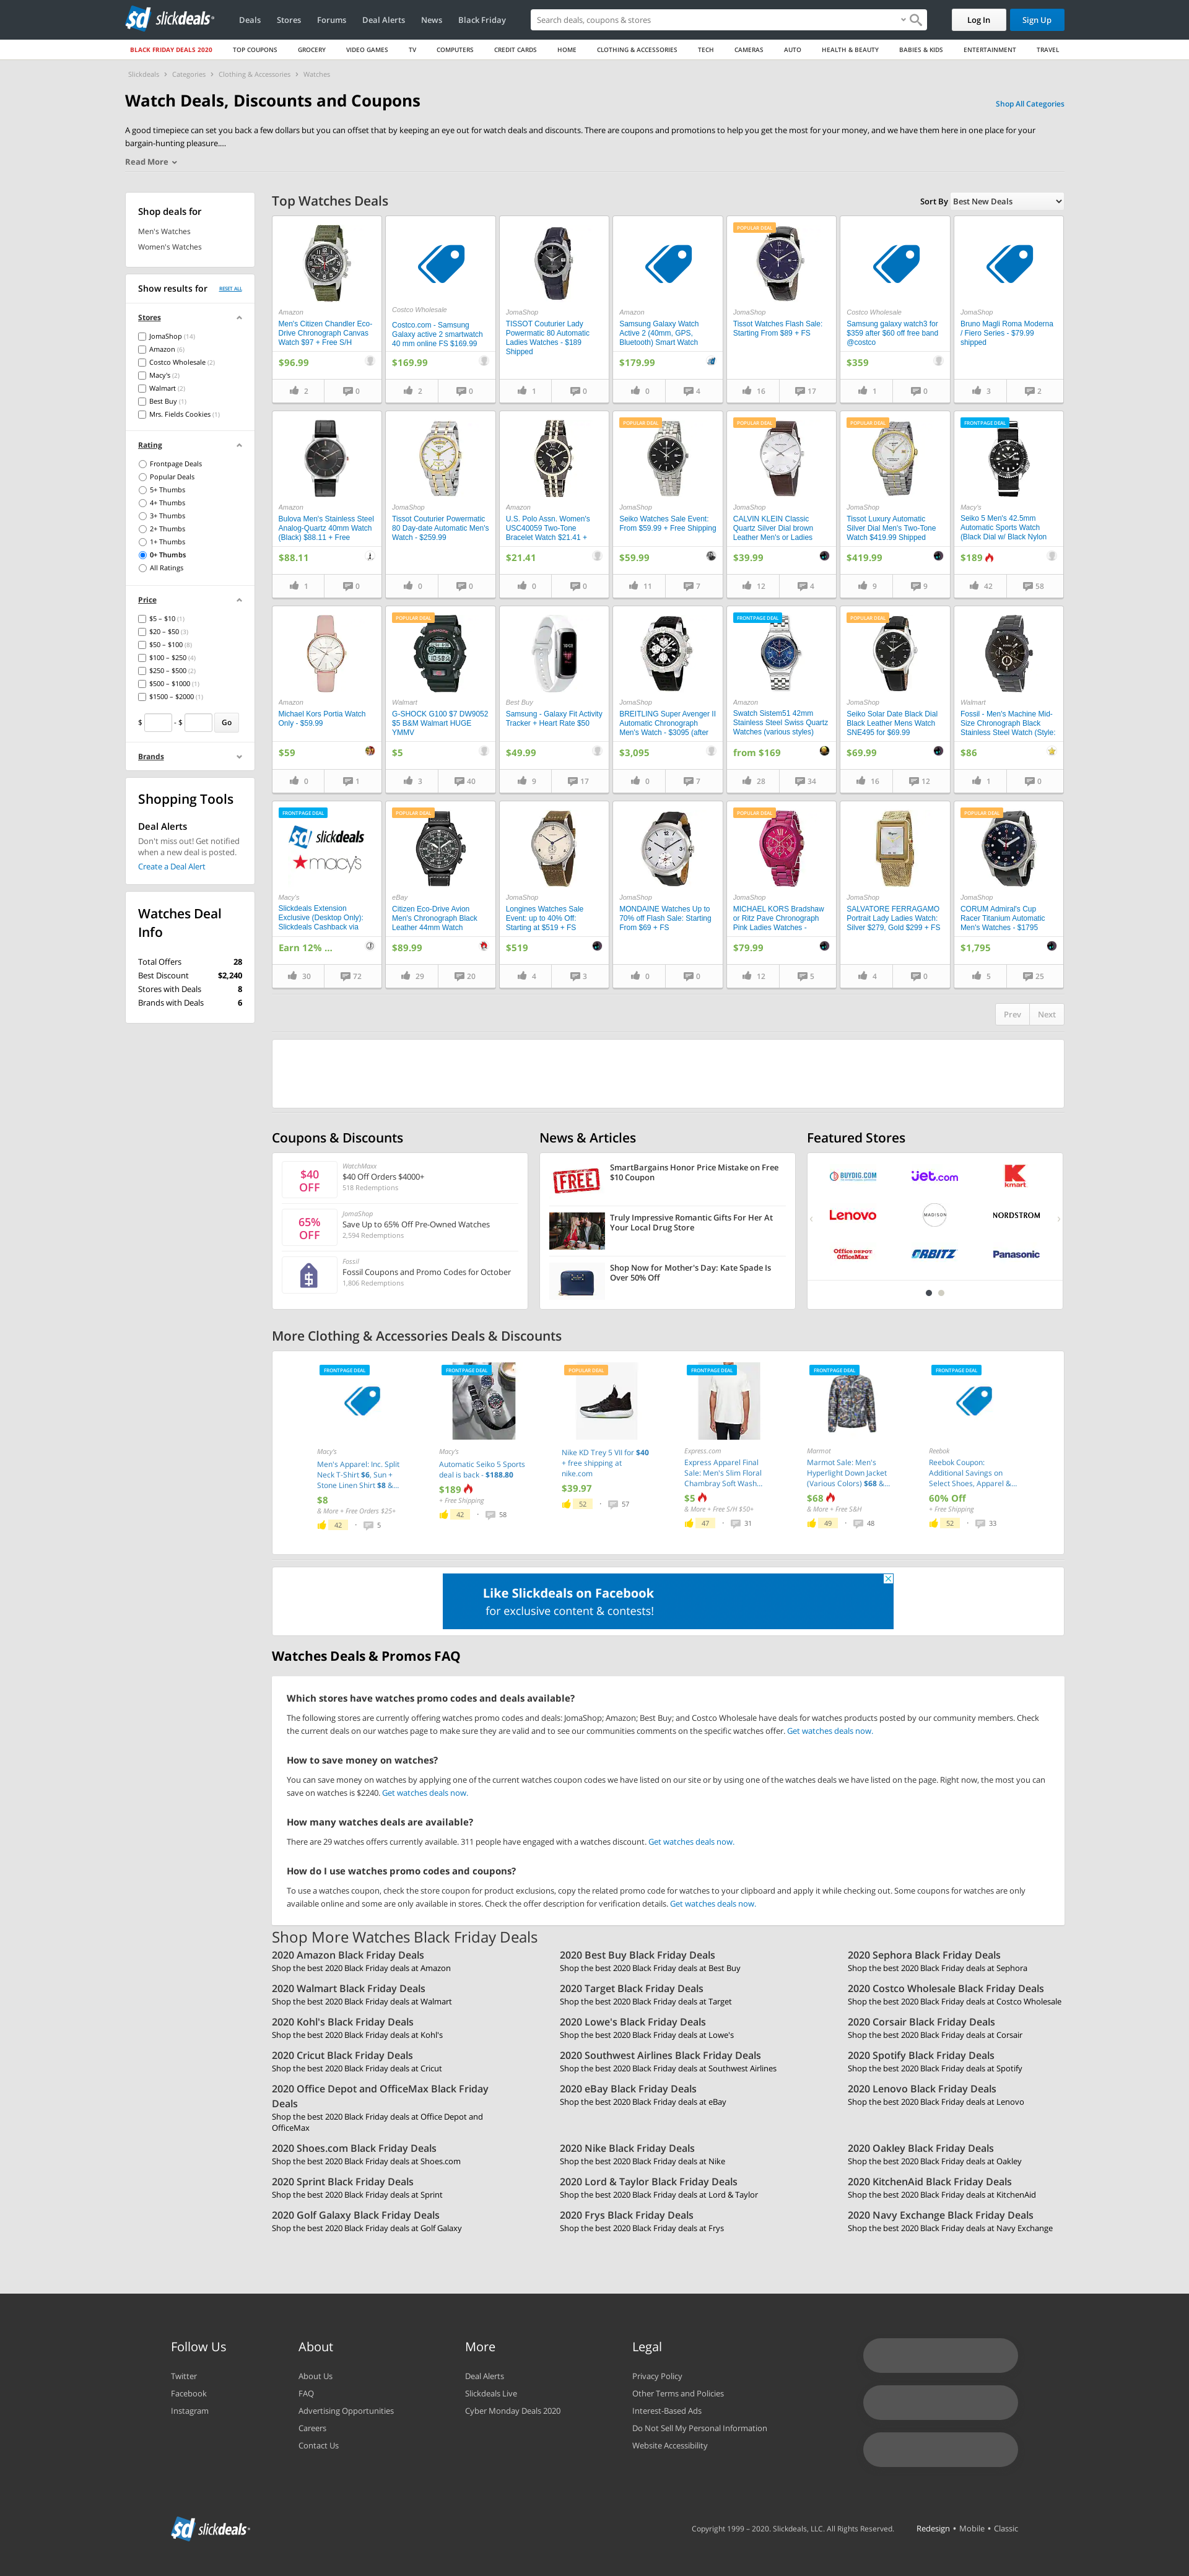 slickdeals
Deals
Stores
Forums
Deal Alerts
News
Black Friday
Search deals, coupons & stores
Log In
Sign Up
BLACK FRIDAY DEALS 2020
TOP COUPONS
GROCERY
VIDEO GAMES
TV
COMPUTERS
CREDIT CARDS
HOME
CLOTHING & ACCESSORIES
TECH
CAMERAS
AUTO
HEALTH & BEAUTY
BABIES & KIDS
ENTERTAINMENT
TRAVEL
Slickdeals › Categories › Clothing & Accessories › Watches
Watch Deals, Discounts and Coupons
Shop All Categories
A good timepiece can set you back a few dollars but you can offset that by keeping an eye out for watch deals and discounts. There are coupons and promotions to help you get the most for your money, and we have them here in one place for your
bargain-hunting pleasure....
Read More
Shop deals for
Men's Watches
Women's Watches
Show results for
RESET ALL
Stores
JomaShop (14)
Amazon (6)
Costco Wholesale (2)
Macy's (2)
Walmart (2)
Best Buy (1)
Mrs. Fields Cookies (1)
Rating
Frontpage Deals
Popular Deals
5+ Thumbs
4+ Thumbs
3+ Thumbs
2+ Thumbs
1+ Thumbs
0+ Thumbs
All Ratings
Price
$5 – $10 (1)
$20 – $50 (3)
$50 – $100 (8)
$100 – $250 (4)
$250 – $500 (2)
$500 – $1000 (1)
$1500 – $2000 (1)
$ - $ Go
Brands
Shopping Tools
Deal Alerts
Don't miss out! Get notified
when a new deal is posted.
Create a Deal Alert
Watches Deal
Info
Total Offers 28
Best Discount $2,240
Stores with Deals 8
Brands with Deals 6
Top Watches Deals
Sort By Best New Deals
Amazon
Men's Citizen Chandler Eco-
Drive Chronograph Canvas
Watch $97 + Free S/H
$96.99
2 0
Costco Wholesale
Costco.com - Samsung
Galaxy active 2 smartwatch
40 mm online FS $169.99
$169.99
2 0
JomaShop
TISSOT Couturier Lady
Powermatic 80 Automatic
Ladies Watches - $189
Shipped
1 0
Amazon
Samsung Galaxy Watch
Active 2 (40mm, GPS,
Bluetooth) Smart Watch
$179.99
0 4
POPULAR DEAL
JomaShop
Tissot Watches Flash Sale:
Starting From $89 + FS
16 17
Costco Wholesale
Samsung galaxy watch3 for
$359 after $60 off free band
@costco
$359
1 0
JomaShop
Bruno Magli Roma Moderna
/ Fiero Series - $79.99
shipped
3 2
Amazon
Bulova Men's Stainless Steel
Analog-Quartz 40mm Watch
(Black) $88.11 + Free
$88.11
1 0
JomaShop
Tissot Couturier Powermatic
80 Day-date Automatic Men's
Watch - $259.99
0 0
Amazon
U.S. Polo Assn. Women's
USC40059 Two-Tone
Bracelet Watch $21.41 +
$21.41
0 0
POPULAR DEAL
JomaShop
Seiko Watches Sale Event:
From $59.99 + Free Shipping
$59.99
11 7
POPULAR DEAL
JomaShop
CALVIN KLEIN Classic
Quartz Silver Dial brown
Leather Men's or Ladies
$39.99
12 4
POPULAR DEAL
JomaShop
Tissot Luxury Automatic
Silver Dial Men's Two-Tone
Watch $419.99 Shipped
$419.99
9 9
FRONTPAGE DEAL
Macy's
Seiko 5 Men's 42.5mm
Automatic Sports Watch
(Black Dial w/ Black Nylon
$189
42 58
Amazon
Michael Kors Portia Watch
Only - $59.99
$59
0 1
POPULAR DEAL
Walmart
G-SHOCK G100 $7 DW9052
$5 B&M Walmart HUGE
YMMV
$5
3 40
Best Buy
Samsung - Galaxy Fit Activity
Tracker + Heart Rate $50
$49.99
9 17
JomaShop
BREITLING Super Avenger II
Automatic Chronograph
Men's Watch - $3095 (after
$3,095
0 7
FRONTPAGE DEAL
Amazon
Swatch Sistem51 42mm
Stainless Steel Swiss Quartz
Watches (various styles)
from $169
28 34
POPULAR DEAL
JomaShop
Seiko Solar Date Black Dial
Black Leather Mens Watch
SNE495 for $69.99
$69.99
16 12
Walmart
Fossil - Men's Machine Mid-
Size Chronograph Black
Stainless Steel Watch (Style:
$86
1 0
FRONTPAGE DEAL
slickdeals
macy's
Macy's
Slickdeals Extension
Exclusive (Desktop Only):
Slickdeals Cashback via
Earn 12% ...
30 72
POPULAR DEAL
eBay
Citizen Eco-Drive Avion
Men's Chronograph Black
Leather 44mm Watch
$89.99
29 20
JomaShop
Longines Watches Sale
Event: up to 40% Off:
Starting at $519 + FS
$519
4 3
JomaShop
MONDAINE Watches Up to
70% off Flash Sale: Starting
From $69 + FS
0 0
POPULAR DEAL
JomaShop
MICHAEL KORS Bradshaw
or Ritz Pave Chronograph
Pink Ladies Watches -
$79.99
12 5
JomaShop
SALVATORE FERRAGAMO
Portrait Lady Ladies Watch:
Silver $279, Gold $299 + FS
4 0
POPULAR DEAL
JomaShop
CORUM Admiral's Cup
Racer Titanium Automatic
Men's Watches - $1795
$1,795
5 25
Prev Next
Coupons & Discounts
$40
OFF
WatchMaxx
$40 Off Orders $4000+
518 Redemptions
65%
OFF
JomaShop
Save Up to 65% Off Pre-Owned Watches
2,594 Redemptions
Fossil
Fossil Coupons and Promo Codes for October
1,806 Redemptions
News & Articles
FREE
SmartBargains Honor Price Mistake on Free
$10 Coupon
Truly Impressive Romantic Gifts For Her At
Your Local Drug Store
Shop Now for Mother's Day: Kate Spade Is
Over 50% Off
Featured Stores
BUYDIG.COM
jet.com
Kmart
Lenovo
MADISON
NORDSTROM
Office DEPOT
OfficeMax
ORBITZ
Panasonic
More Clothing & Accessories Deals & Discounts
FRONTPAGE DEAL
Macy's
Men's Apparel: Inc. Split
Neck T-Shirt $6, Sun +
Stone Linen Shirt $8 &...
$8
& More + Free Orders $25+
42 • 5
FRONTPAGE DEAL
Macy's
Automatic Seiko 5 Sports
deal is back - $188.80
$189
+ Free Shipping
42 • 58
POPULAR DEAL
Nike KD Trey 5 VII for $40
+ free shipping at
nike.com
$39.97
52 • 57
FRONTPAGE DEAL
Express.com
Express Apparel Final
Sale: Men's Slim Floral
Chambray Soft Wash...
$5
& More + Free S/H $50+
47 • 31
FRONTPAGE DEAL
Marmot
Marmot Sale: Men's
Hyperlight Down Jacket
(Various Colors) $68 &...
$68
& More + Free S&H
49 • 48
FRONTPAGE DEAL
Reebok
Reebok Coupon:
Additional Savings on
Select Shoes, Apparel &...
60% Off
+ Free Shipping
52 • 33
Like Slickdeals on Facebook
for exclusive content & contests!
Watches Deals & Promos FAQ
Which stores have watches promo codes and deals available?
The following stores are currently offering watches promo codes and deals: JomaShop; Amazon; Best Buy; and Costco Wholesale have deals for watches products posted by our community members. Check
the current deals on our watches page to make sure they are valid and to see our communities comments on the specific watches offer. Get watches deals now.
How to save money on watches?
You can save money on watches by applying one of the current watches coupon codes we have listed on our site or by using one of the watches deals we have listed on the page. Right now, the most you can
save on watches is $2240. Get watches deals now.
How many watches deals are available?
There are 29 watches offers currently available. 311 people have engaged with a watches discount. Get watches deals now.
How do I use watches promo codes and coupons?
To use a watches coupon, check the store coupon for product exclusions, copy the related promo code for watches to your clipboard and apply it while checking out. Some coupons for watches are only
available online and some are only available in stores. Check the offer description for verification details. Get watches deals now.
Shop More Watches Black Friday Deals
2020 Amazon Black Friday Deals
Shop the best 2020 Black Friday deals at Amazon
2020 Best Buy Black Friday Deals
Shop the best 2020 Black Friday deals at Best Buy
2020 Sephora Black Friday Deals
Shop the best 2020 Black Friday deals at Sephora
2020 Walmart Black Friday Deals
Shop the best 2020 Black Friday deals at Walmart
2020 Target Black Friday Deals
Shop the best 2020 Black Friday deals at Target
2020 Costco Wholesale Black Friday Deals
Shop the best 2020 Black Friday deals at Costco Wholesale
2020 Kohl's Black Friday Deals
Shop the best 2020 Black Friday deals at Kohl's
2020 Lowe's Black Friday Deals
Shop the best 2020 Black Friday deals at Lowe's
2020 Corsair Black Friday Deals
Shop the best 2020 Black Friday deals at Corsair
2020 Cricut Black Friday Deals
Shop the best 2020 Black Friday deals at Cricut
2020 Southwest Airlines Black Friday Deals
Shop the best 2020 Black Friday deals at Southwest Airlines
2020 Spotify Black Friday Deals
Shop the best 2020 Black Friday deals at Spotify
2020 Office Depot and OfficeMax Black Friday
Deals
Shop the best 2020 Black Friday deals at Office Depot and
OfficeMax
2020 eBay Black Friday Deals
Shop the best 2020 Black Friday deals at eBay
2020 Lenovo Black Friday Deals
Shop the best 2020 Black Friday deals at Lenovo
2020 Shoes.com Black Friday Deals
Shop the best 2020 Black Friday deals at Shoes.com
2020 Nike Black Friday Deals
Shop the best 2020 Black Friday deals at Nike
2020 Oakley Black Friday Deals
Shop the best 2020 Black Friday deals at Oakley
2020 Sprint Black Friday Deals
Shop the best 2020 Black Friday deals at Sprint
2020 Lord & Taylor Black Friday Deals
Shop the best 2020 Black Friday deals at Lord & Taylor
2020 KitchenAid Black Friday Deals
Shop the best 2020 Black Friday deals at KitchenAid
2020 Golf Galaxy Black Friday Deals
Shop the best 2020 Black Friday deals at Golf Galaxy
2020 Frys Black Friday Deals
Shop the best 2020 Black Friday deals at Frys
2020 Navy Exchange Black Friday Deals
Shop the best 2020 Black Friday deals at Navy Exchange
Follow Us
Twitter
Facebook
Instagram
About
About Us
FAQ
Advertising Opportunities
Careers
Contact Us
More
Deal Alerts
Slickdeals Live
Cyber Monday Deals 2020
Legal
Privacy Policy
Other Terms and Policies
Interest-Based Ads
Do Not Sell My Personal Information
Website Accessibility
slickdeals
Copyright 1999 – 2020. Slickdeals, LLC. All Rights Reserved.
Redesign • Mobile • Classic